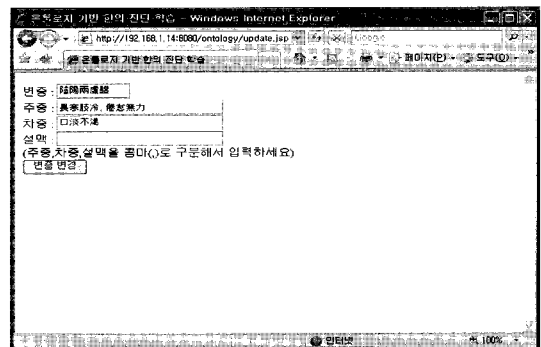 온톨로지 기반 한의 진단 학습 - Windows Internet Explorer
http://192.168.1.14:8080/ontology/update.jsp
Google
온톨로지 기반 한의 진단 학습
페이지(P) 도구(O)
변증 : 陰陽兩虛證
주증 : 畏寒肢冷, 倦怠無力
차증 : 口淡不渴
설맥 :
(주증,차증,설맥을 콤마(,)로 구분해서 입력하세요)
변증 변경
인터넷 100%